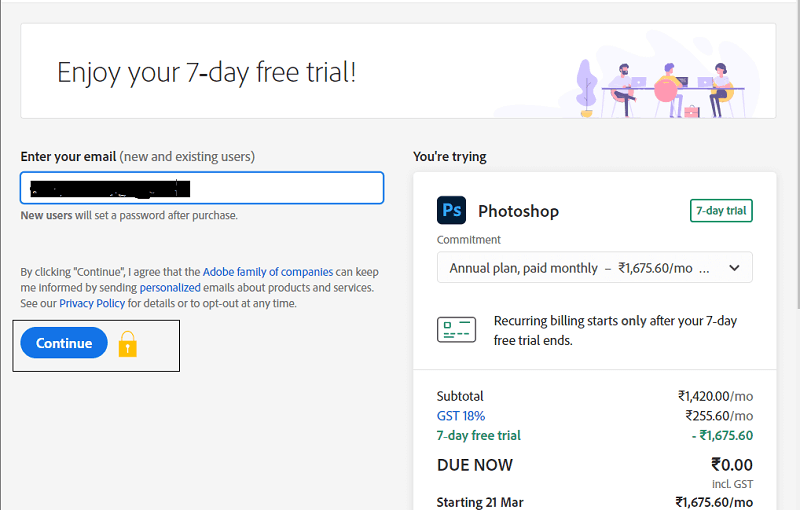 Enjoy your 7-day free trial!
Enter your email (new and existing users)
New users will set a password after purchase.
By clicking "Continue", I agree that the Adobe family of companies can keep
me informed by sending personalized emails about products and services.
See our Privacy Policy for details or to opt-out at any time.
Continue
You're trying
Ps Photoshop 7-day trial
Commitment
Annual plan, paid monthly – ₹1,675.60/mo ...
Recurring billing starts only after your 7-day
free trial ends.
Subtotal ₹1,420.00/mo
GST 18% ₹255.60/mo
7-day free trial - ₹1,675.60
DUE NOW ₹0.00
Incl. GST
Starting 21 Mar ₹1,675.60/mo